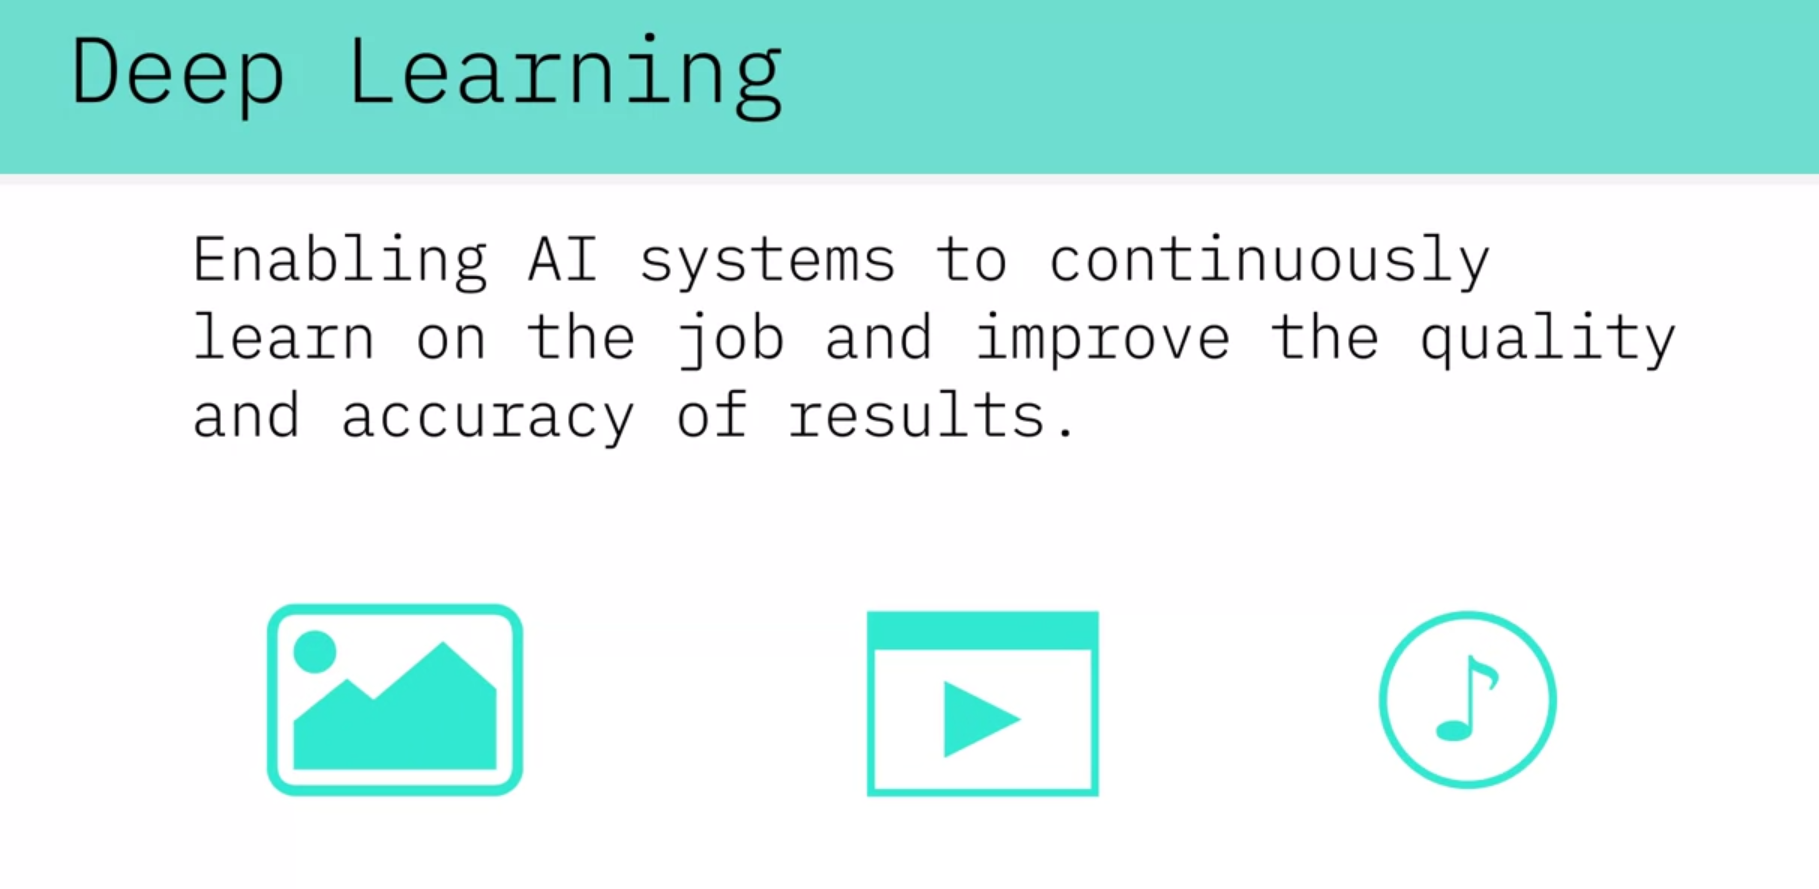 Deep Learning
Enabling AI systems to continuously
learn on the job and improve the quality
and accuracy of results.